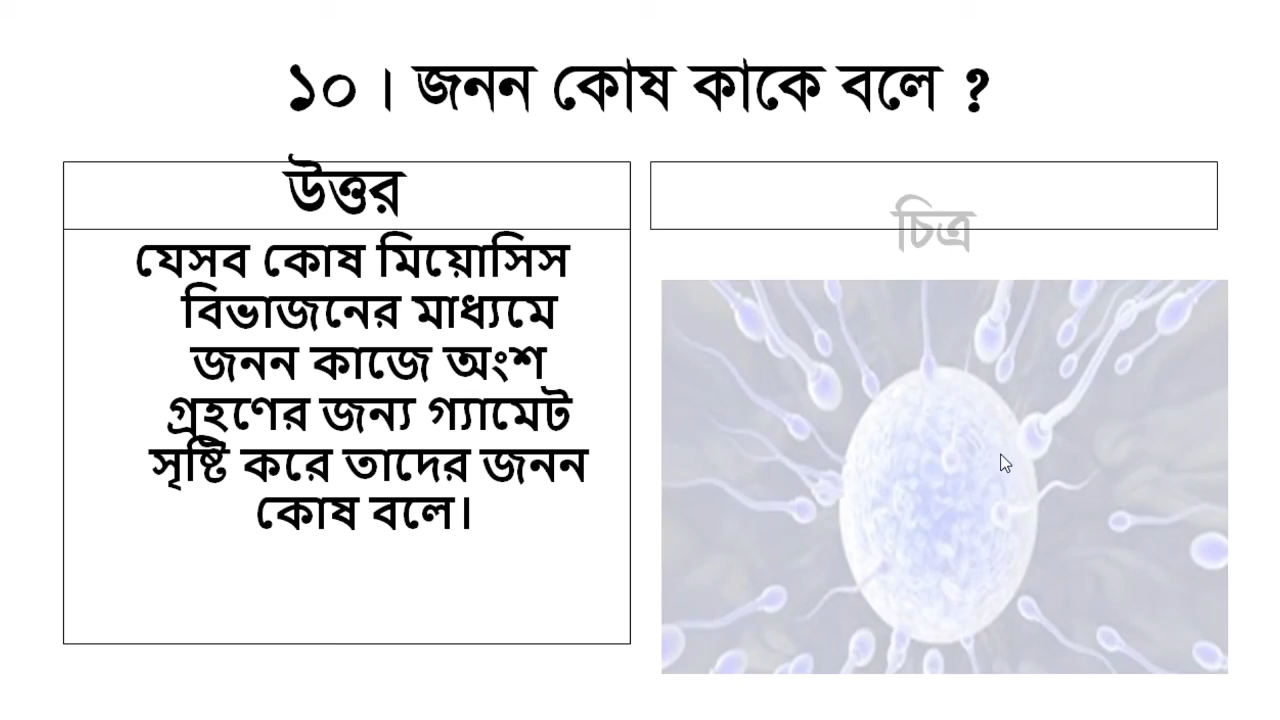 ১০ । জনন কোষ কাকে বলে ?
উত্তর
যেসব কোষ মিয়োসিস
বিভাজনের মাধ্যমে
জনন কাজে অংশ
গ্রহণের জন্য গ্যামেট
সৃষ্টি করে তাদের জনন
কোষ বলে।
চিত্র